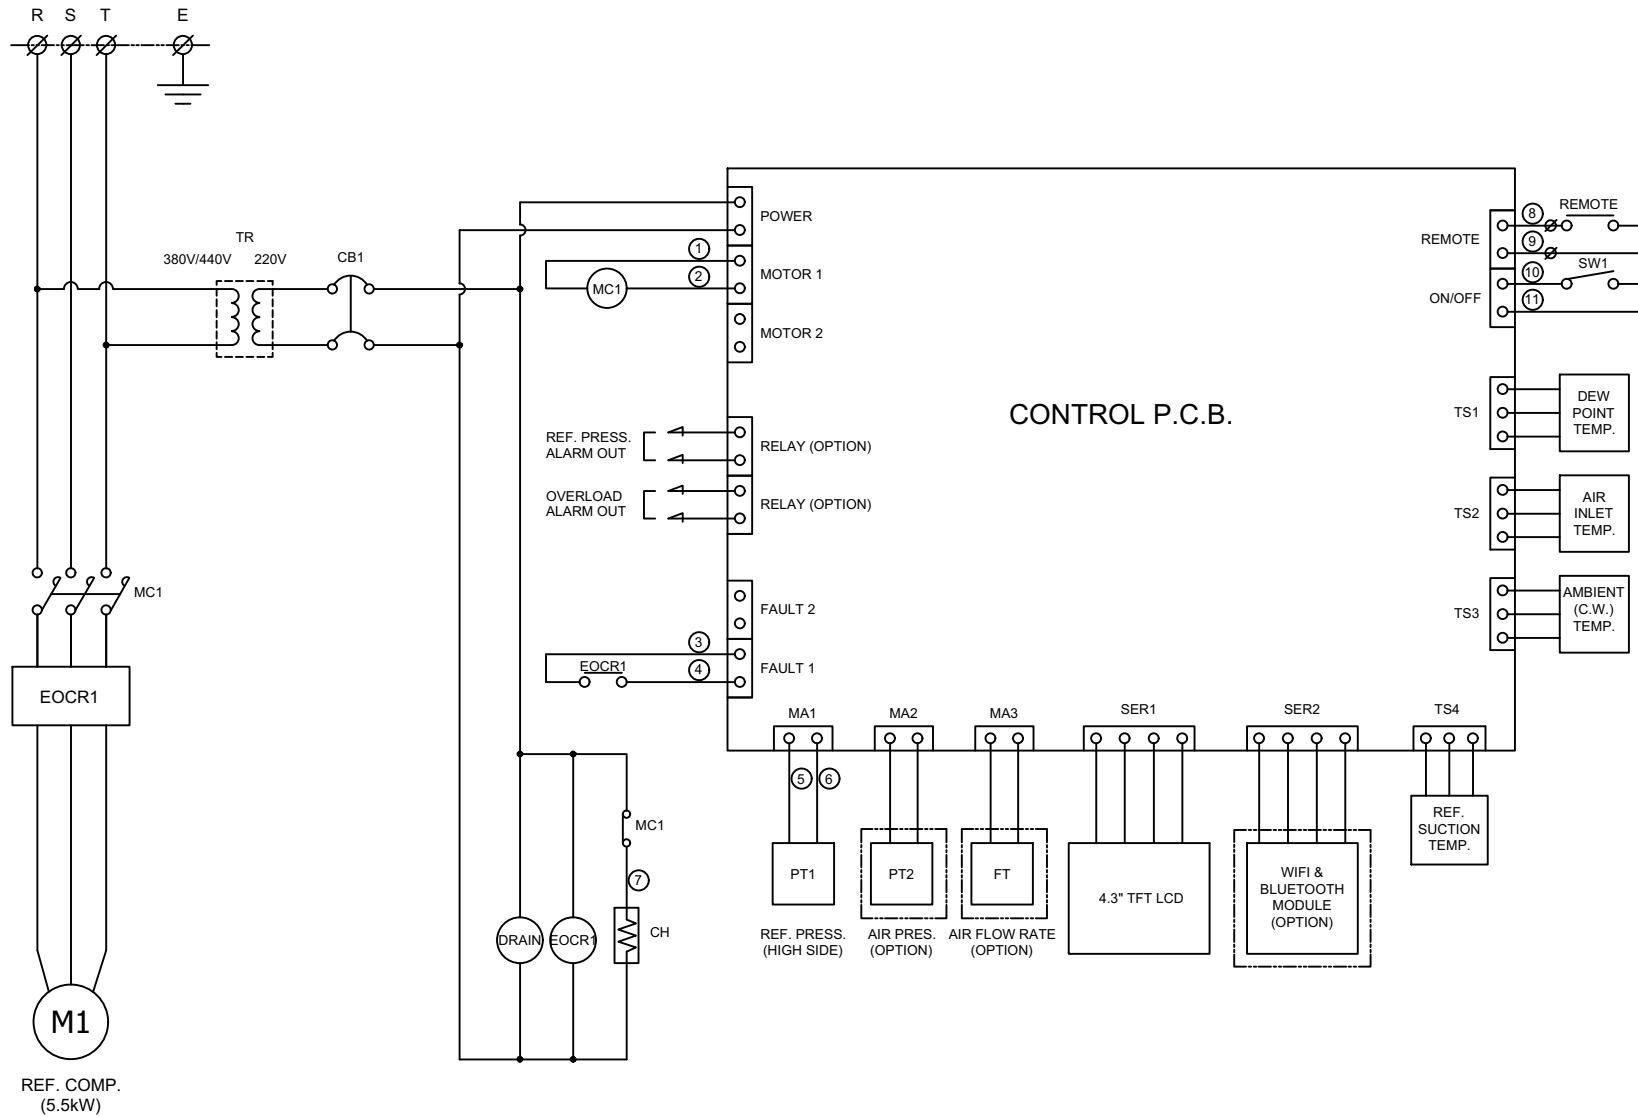 R S T E
TR
380V/440V 220V
CB1
POWER
1
2
MC1
MOTOR 1
MOTOR 2
REF. PRESS.
ALARM OUT
RELAY (OPTION)
OVERLOAD
ALARM OUT
RELAY (OPTION)
FAULT 2
3
4
EOCR1
FAULT 1
CONTROL P.C.B.
REMOTE
8
9
REMOTE
ON/OFF
10
11
SW1
TS1
DEW
POINT
TEMP.
TS2
AIR
INLET
TEMP.
TS3
AMBIENT
(C.W.)
TEMP.
MC1
EOCR1
M1
REF. COMP.
(5.5kW)
MC1
7
DRAIN
EOCR1
CH
MA1
5
6
PT1
REF. PRESS.
(HIGH SIDE)
MA2
PT2
AIR PRES.
(OPTION)
MA3
FT
AIR FLOW RATE
(OPTION)
SER1
4.3" TFT LCD
SER2
WIFI &
BLUETOOTH
MODULE
(OPTION)
TS4
REF.
SUCTION
TEMP.